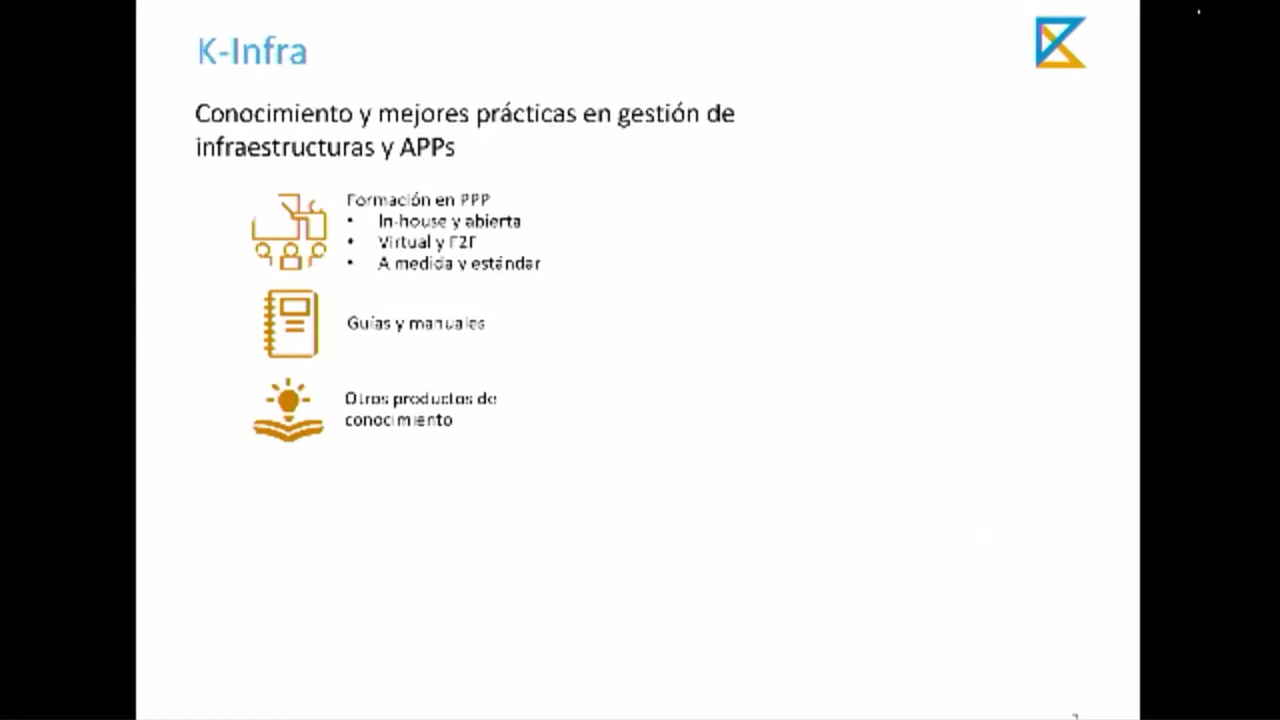 K-Infra
Conocimiento y mejores prácticas en gestión de
infraestructuras y APPs
Formación en PPP
• In-house y abierta
• Virtual y F2F
• A medida y estándar
Guías y manuales
Otros productos de
conocimiento